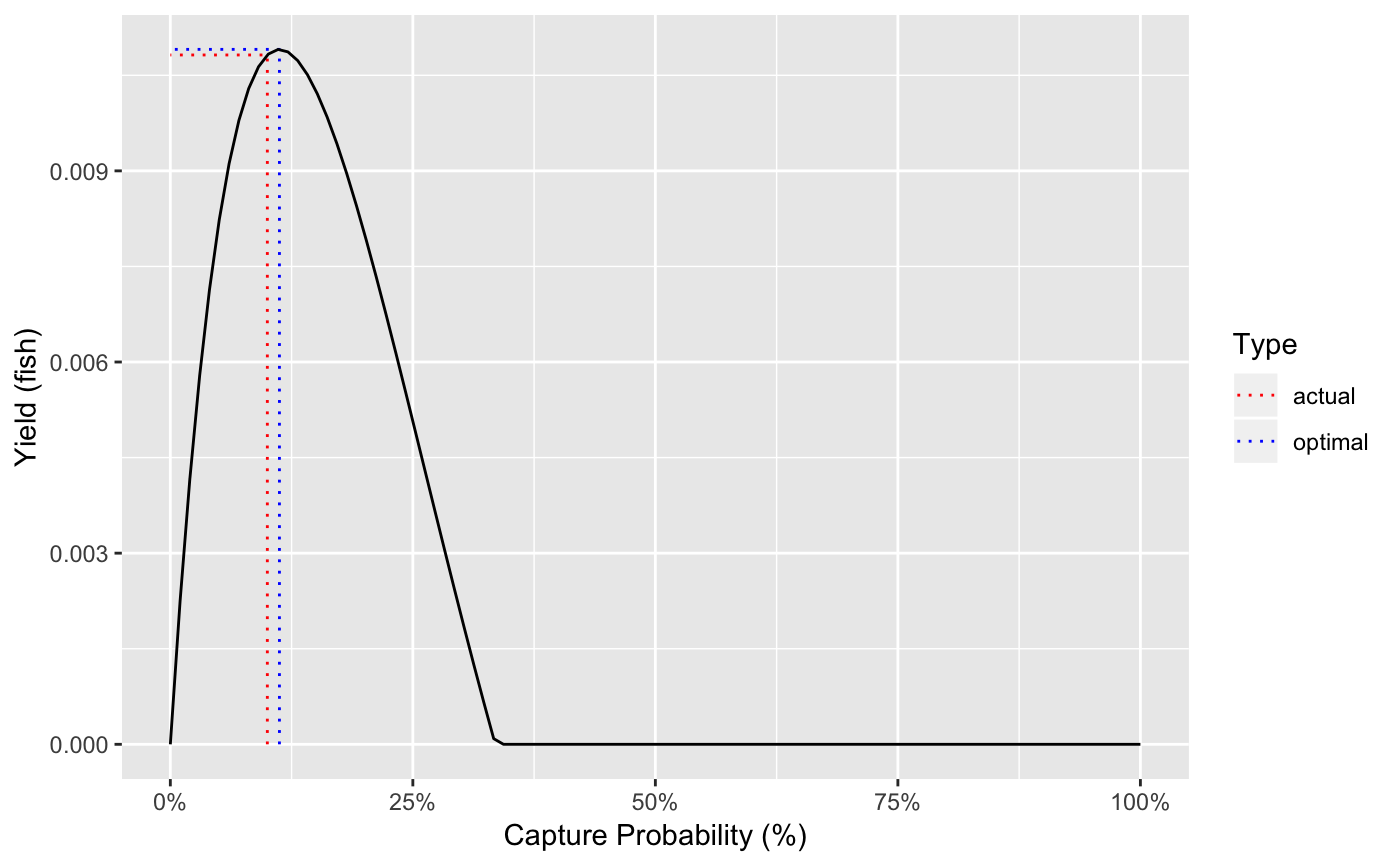 Yield (fish)
0.009
0.006
0.003
0.000
0%
25%
50%
75%
100%
Capture Probability (%)
Type
actual
optimal